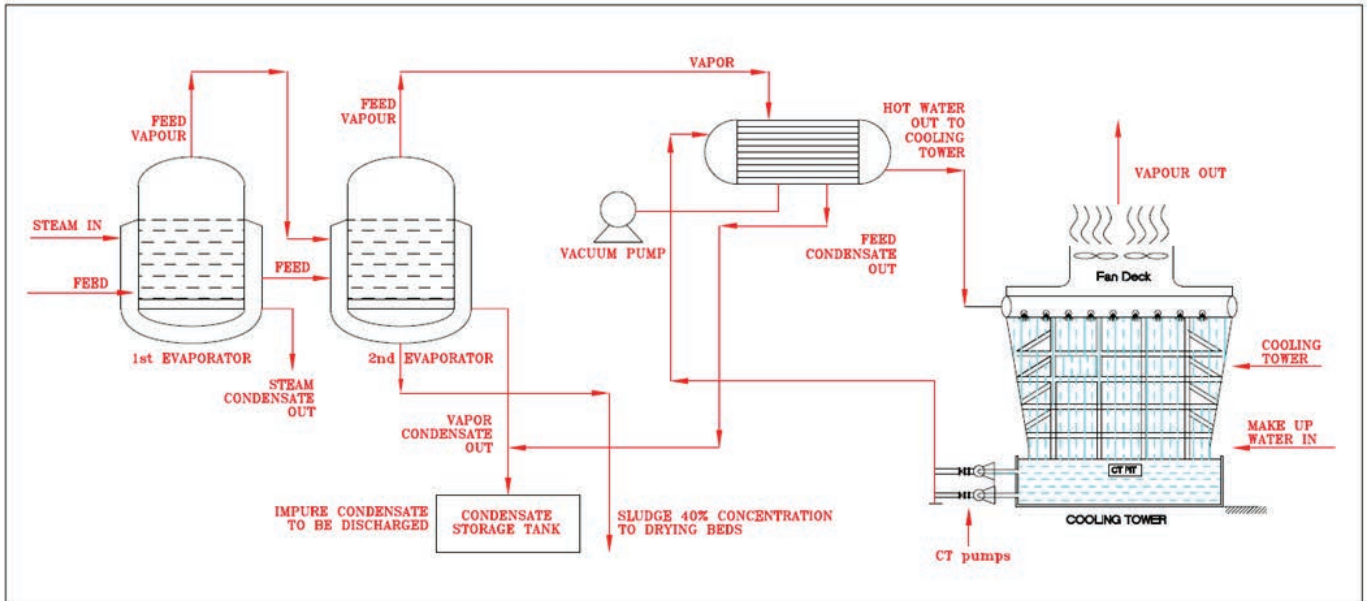 VAPOR
FEED
VAPOUR
FEED
VAPOUR
HOT WATER
OUT TO
COOLING
TOWER
VAPOUR OUT
STEAM IN
FEED
FEED
VACUUM PUMP
FEED
CONDENSATE
OUT
Fan Deck
1st EVAPORATOR
2nd EVAPORATOR
COOLING
TOWER
STEAM
CONDENSATE
OUT
VAPOR
CONDENSATE
OUT
MAKE UP
WATER IN
CT PIT
IMPURE CONDENSATE
TO BE DISCHARGED
CONDENSATE
STORAGE TANK
SLUDGE 40% CONCENTRATION
TO DRYING BEDS
COOLING TOWER
CT pumps